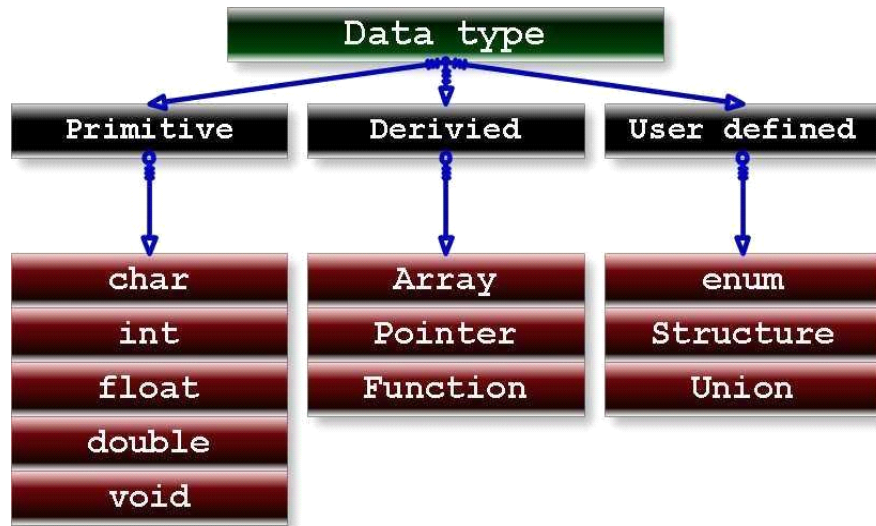 Data type
Primitive
Derivied
User defined
char
int
float
double
void
Array
Pointer
Function
enum
Structure
Union